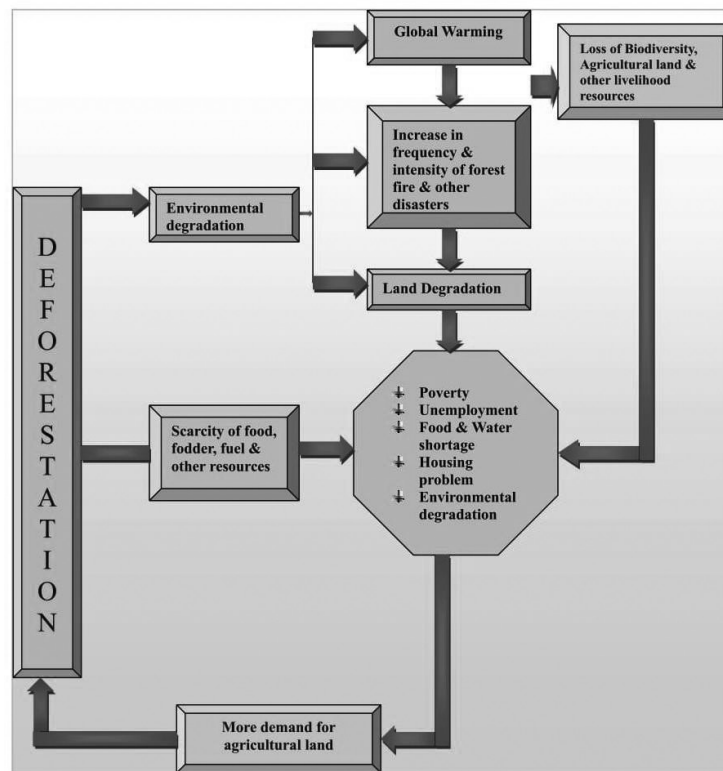 Global Warming
Loss of Biodiversity,
Agricultural land &
other livelihood
resources
Increase in
frequency &
intensity of forest
fire & other
disasters
Environmental
degradation
Land Degradation
DEFORESTATION
Scarcity of food,
fodder, fuel &
other resources
Poverty
Unemployment
Food & Water
shortage
Housing
problem
Environmental
degradation
More demand for
agricultural land